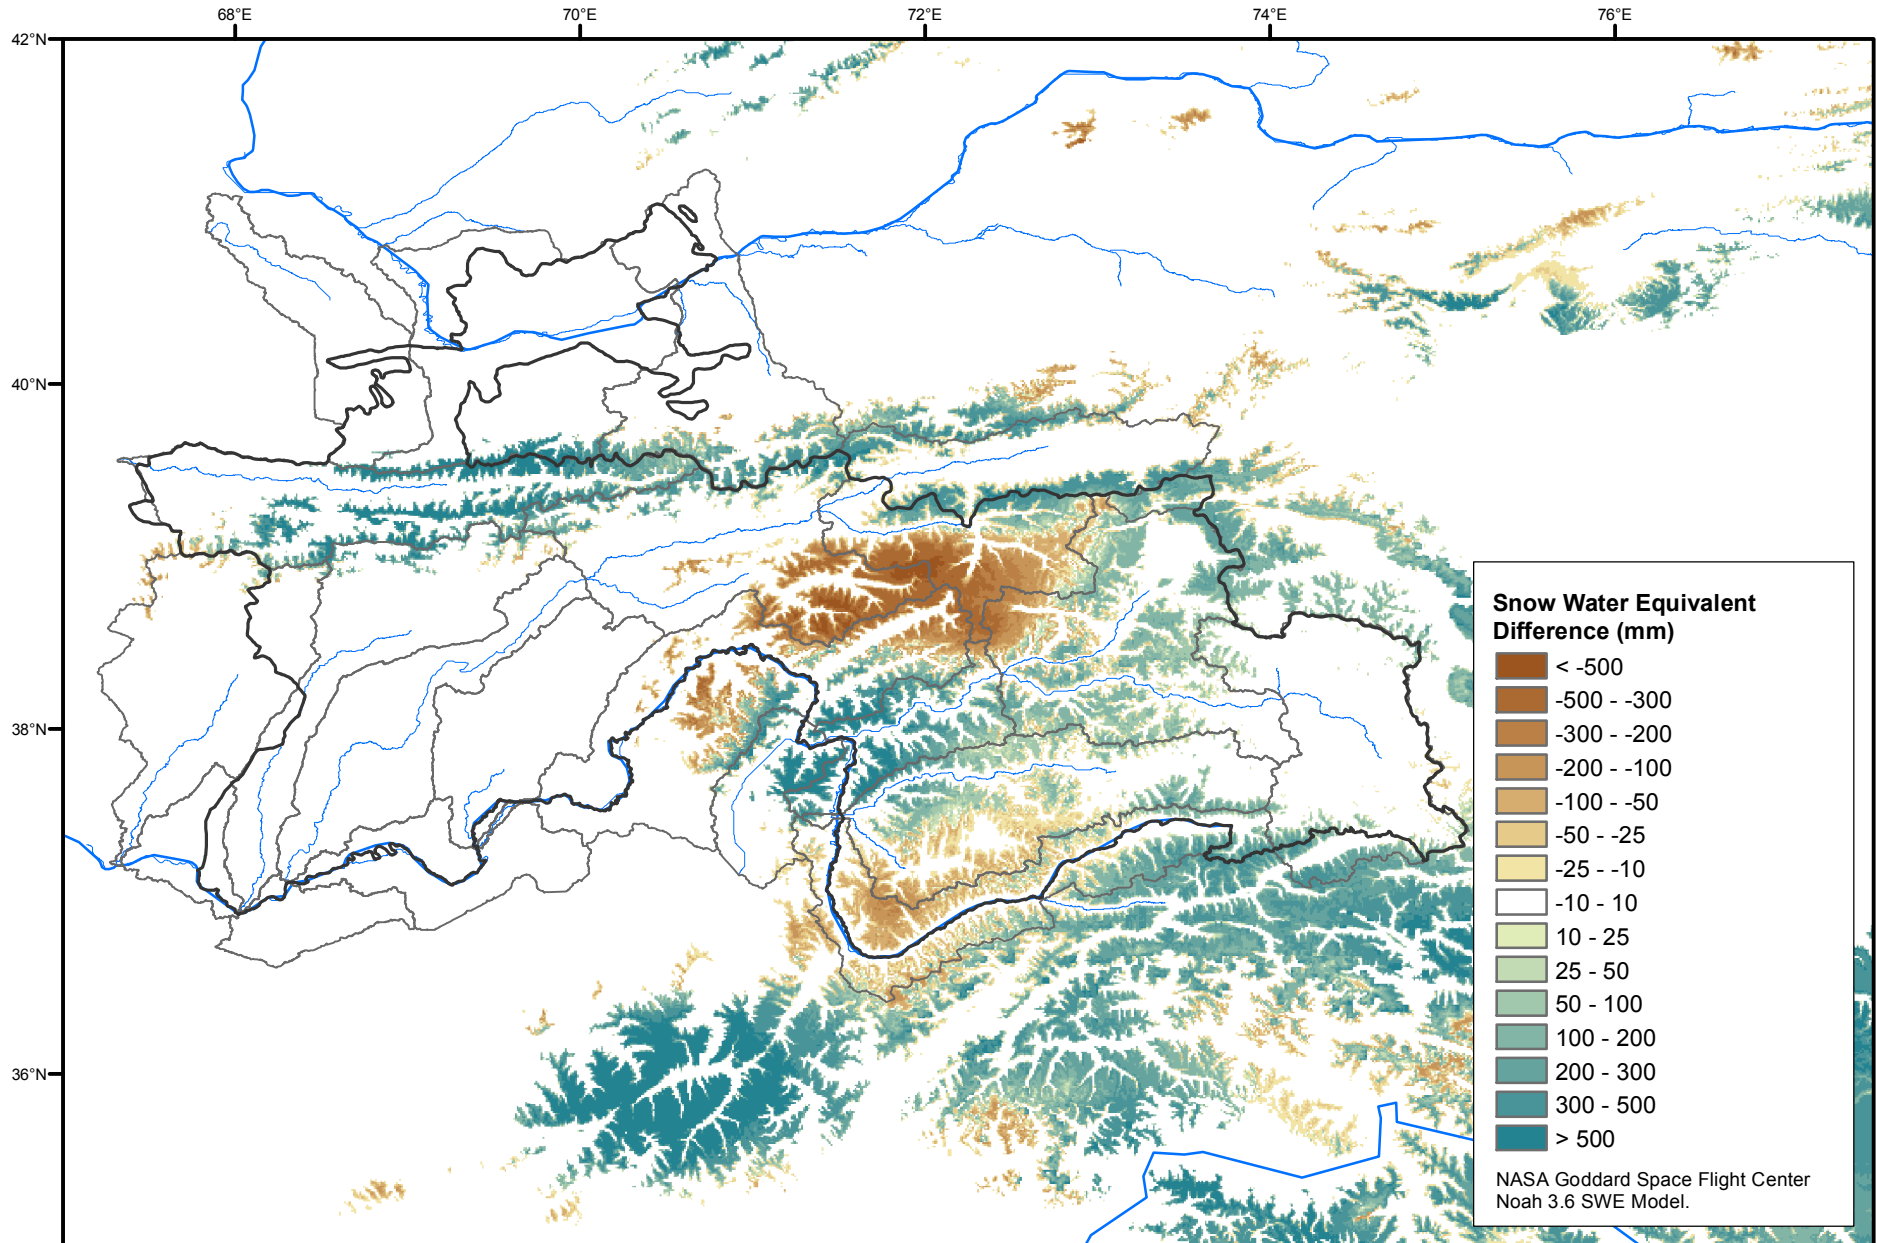 68°E 70°E 72°E 74°E 76°E
42°N
40°N
38°N
36°N
Snow Water Equivalent
Difference (mm)
< -500
-500 - -300
-300 - -200
-200 - -100
-100 - -50
-50 - -25
-25 - -10
-10 - 10
10 - 25
25 - 50
50 - 100
100 - 200
200 - 300
300 - 500
> 500
NASA Goddard Space Flight Center
Noah 3.6 SWE Model.